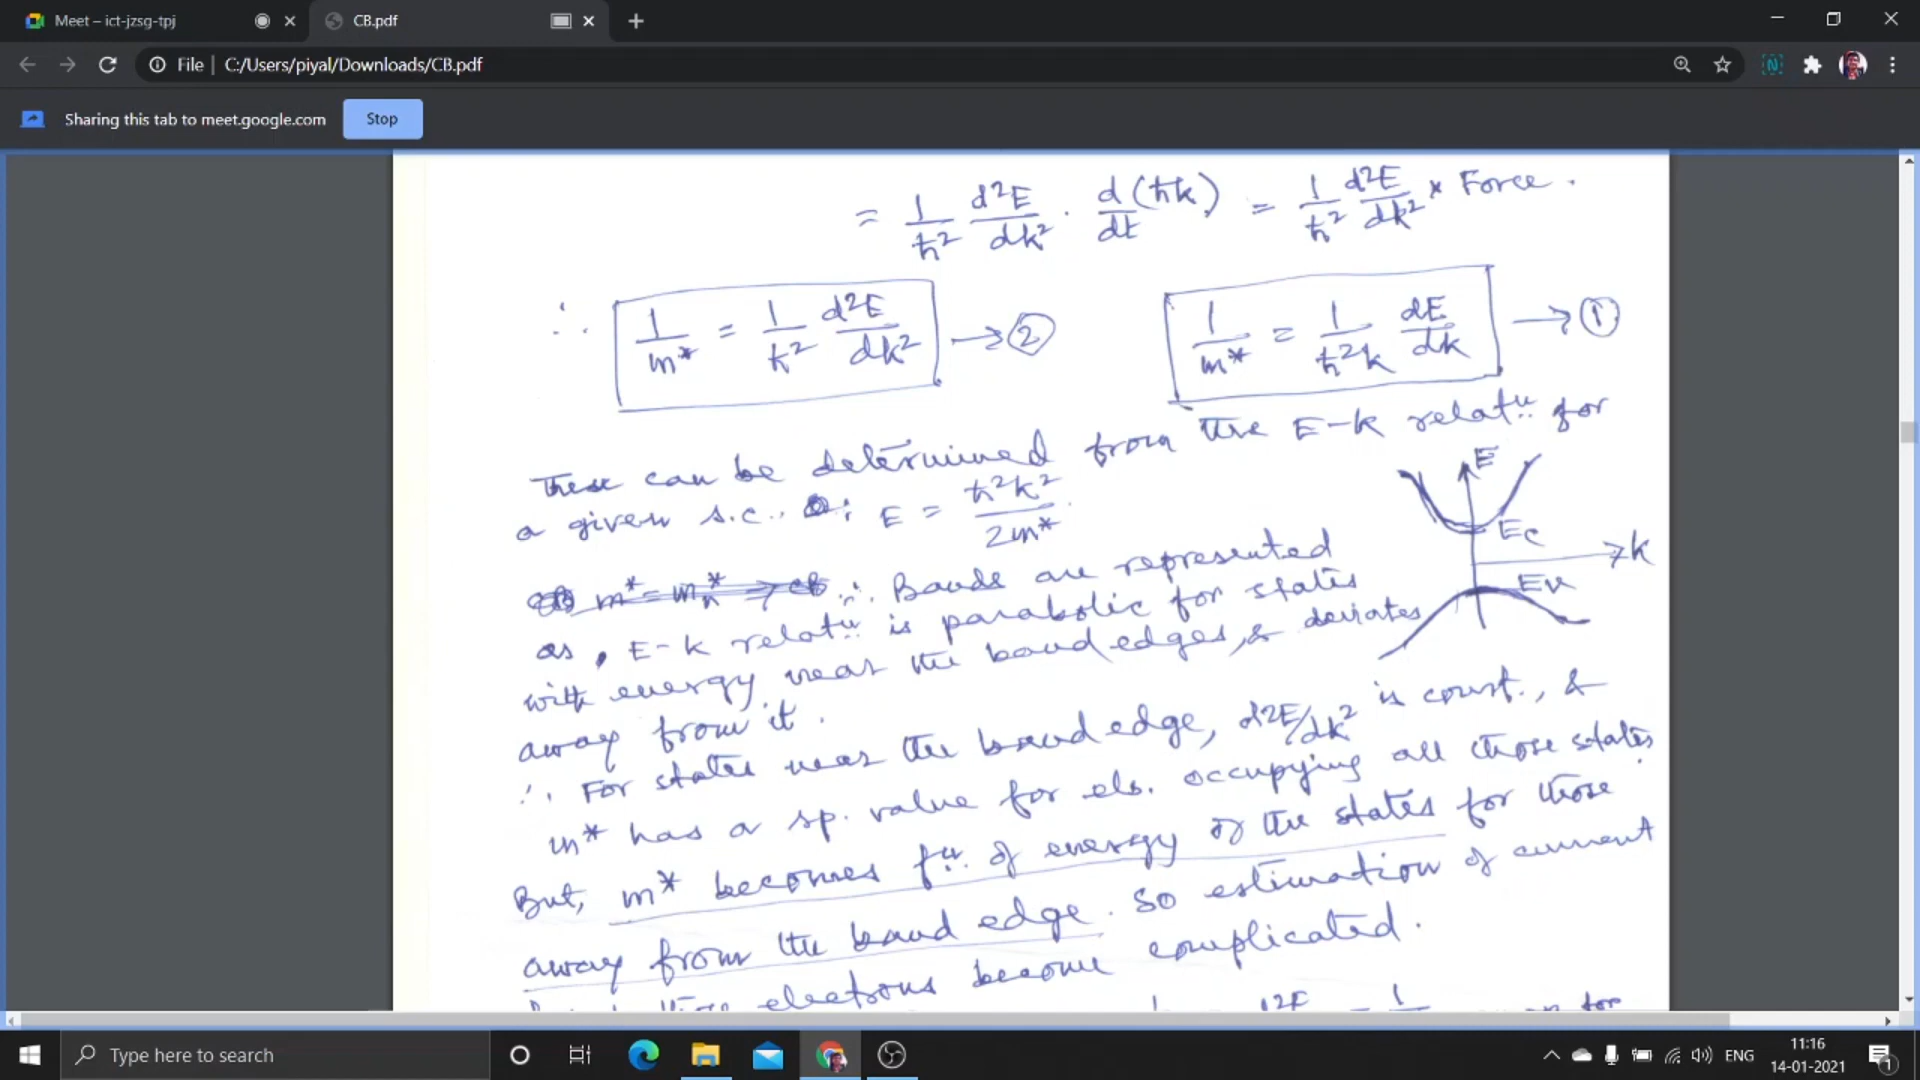 Meet – ict-jzsg-tpj
CB.pdf
File | C:/Users/piyal/Downloads/CB.pdf
Sharing this tab to meet.google.com
Stop
= 1/ħ² d²E/dk² · d/dt (ħk) = 1/ħ² d²E/dk² * Force.
∴ 1/m* = 1/ħ² d²E/dk² → ② 1/m* = 1/ħ²k dE/dk → ①
These can be determined from the E-k relatn. for
a given s.c. : E = ħ²k²/2m*
E
Ec
k
Ev
m* = mn* → CB ∴ Bands are represented
as, E-k relatn. is parabolic for states
with energy near the band edges, & deviates
away from it.
∴ For states near the band edge, d²E/dk² is const., &
m* has a sp. value for els. occupying all those states.
But, m* becomes fn. of energy of the states for those
away from the band edge. So estimation of current
electrons become complicated.
Type here to search
ENG
11:16
14-01-2021
1